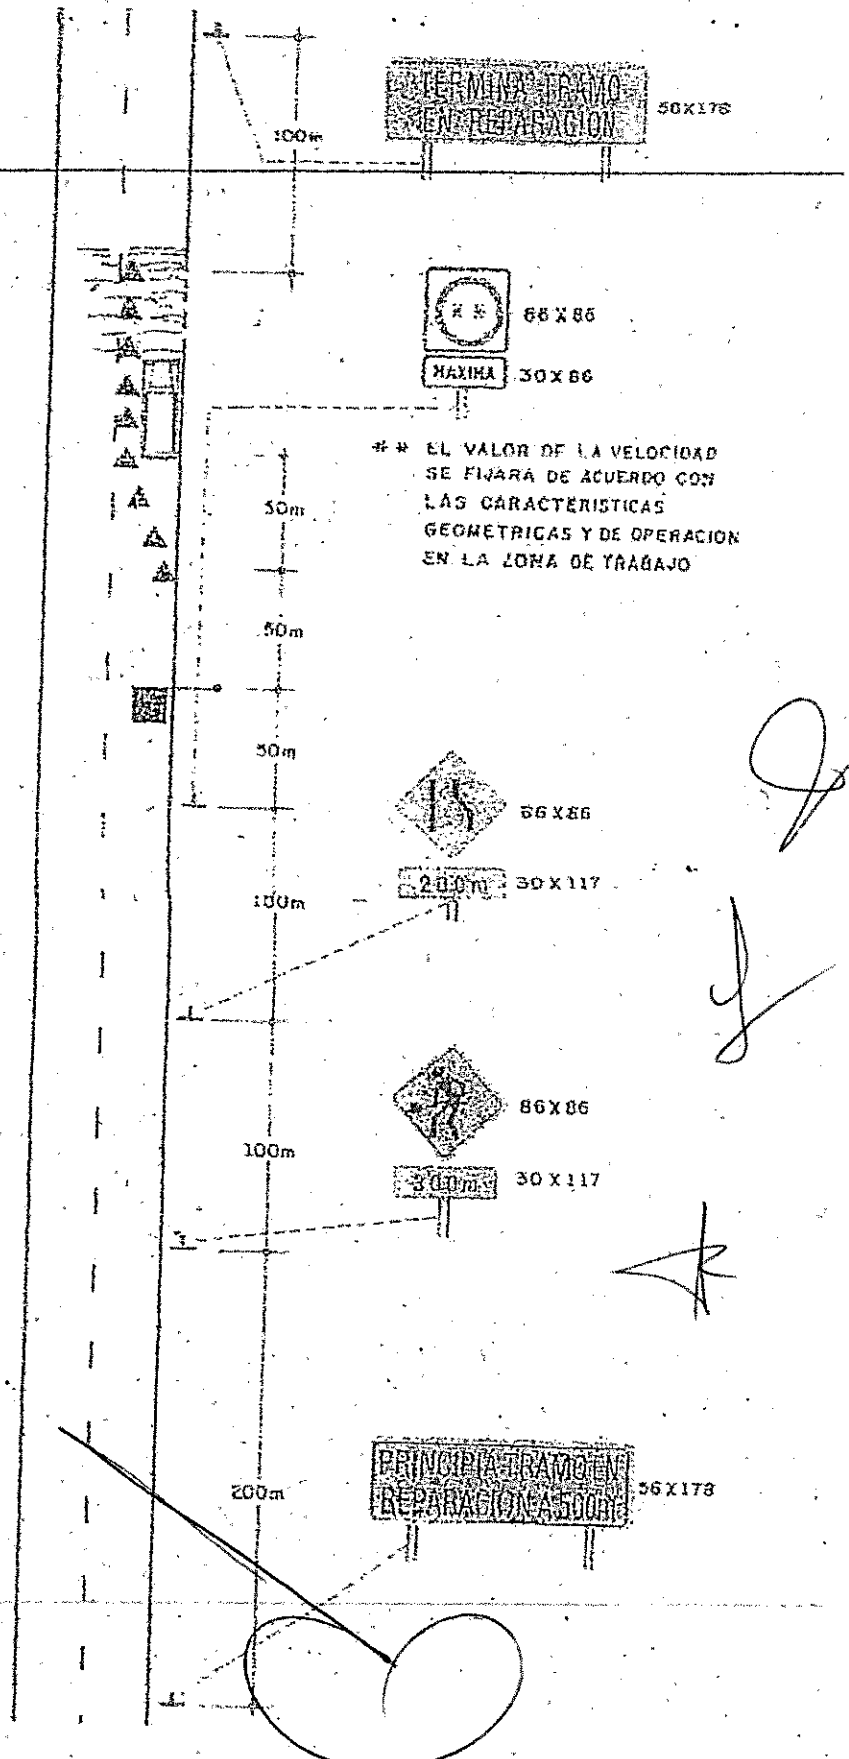 TERMINA TRAMO
EN REPARACION
56X178
100m
* *
86X86
MAXIMA
30X86
* * EL VALOR DE LA VELOCIDAD
SE FIJARA DE ACUERDO CON
LAS CARACTERISTICAS
GEOMETRICAS Y DE OPERACION
EN LA ZONA DE TRABAJO
50m
50m
50m
86X86
200m
30X117
100m
86X86
100m
300m
30X117
PRINCIPIA TRAMO EN
REPARACION A 500m
56X178
200m